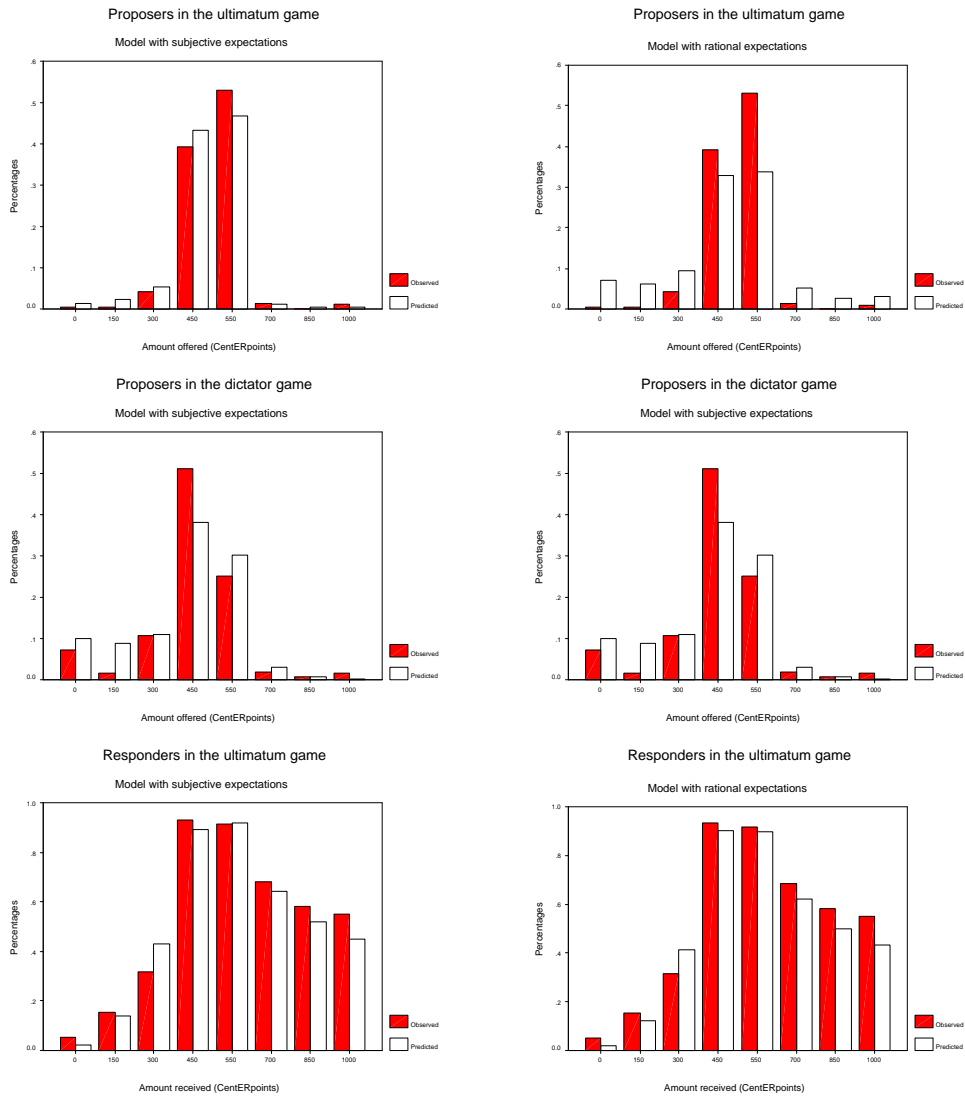 Proposers in the ultimatum game
Model with subjective expectations
Percentages
.6
.5
.4
.3
.2
.1
0.0
0 150 300 450 550 700 850 1000
Amount offered (CentERpoints)
Observed
Predicted
Proposers in the ultimatum game
Model with rational expectations
Percentages
.6
.5
.4
.3
.2
.1
0.0
0 150 300 450 550 700 850 1000
Amount offered (CentERpoints)
Observed
Predicted
Proposers in the dictator game
Model with subjective expectations
Percentages
.6
.5
.4
.3
.2
.1
0.0
0 150 300 450 550 700 850 1000
Amount offered (CentERpoints)
Observed
Predicted
Proposers in the dictator game
Model with subjective expectations
Percentages
.6
.5
.4
.3
.2
.1
0.0
0 150 300 450 550 700 850 1000
Amount offered (CentERpoints)
Observed
Predicted
Responders in the ultimatum game
Model with subjective expectations
Percentages
1.0
.8
.6
.4
.2
0.0
0 150 300 450 550 700 850 1000
Amount received (CentERpoints)
Observed
Predicted
Responders in the ultimatum game
Model with rational expectations
Percentages
1.0
.8
.6
.4
.2
0.0
0 150 300 450 550 700 850 1000
Amount received (CentERpoints)
Observed
Predicted